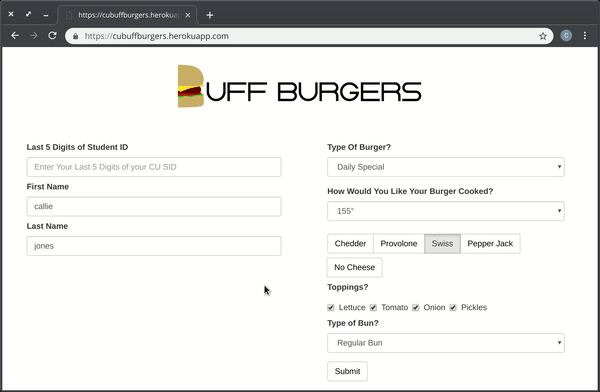 https://cubuffburgers.herokua
https://cubuffburgers.herokuapp.com
C
BUFF BURGERS
Last 5 Digits of Student ID
Enter Your Last 5 Digits of your CU SID
First Name
callie
Last Name
jones
Type Of Burger?
Daily Special
How Would You Like Your Burger Cooked?
155°
Chedder Provolone Swiss Pepper Jack
No Cheese
Toppings?
Lettuce Tomato Onion Pickles
Type of Bun?
Regular Bun
Submit